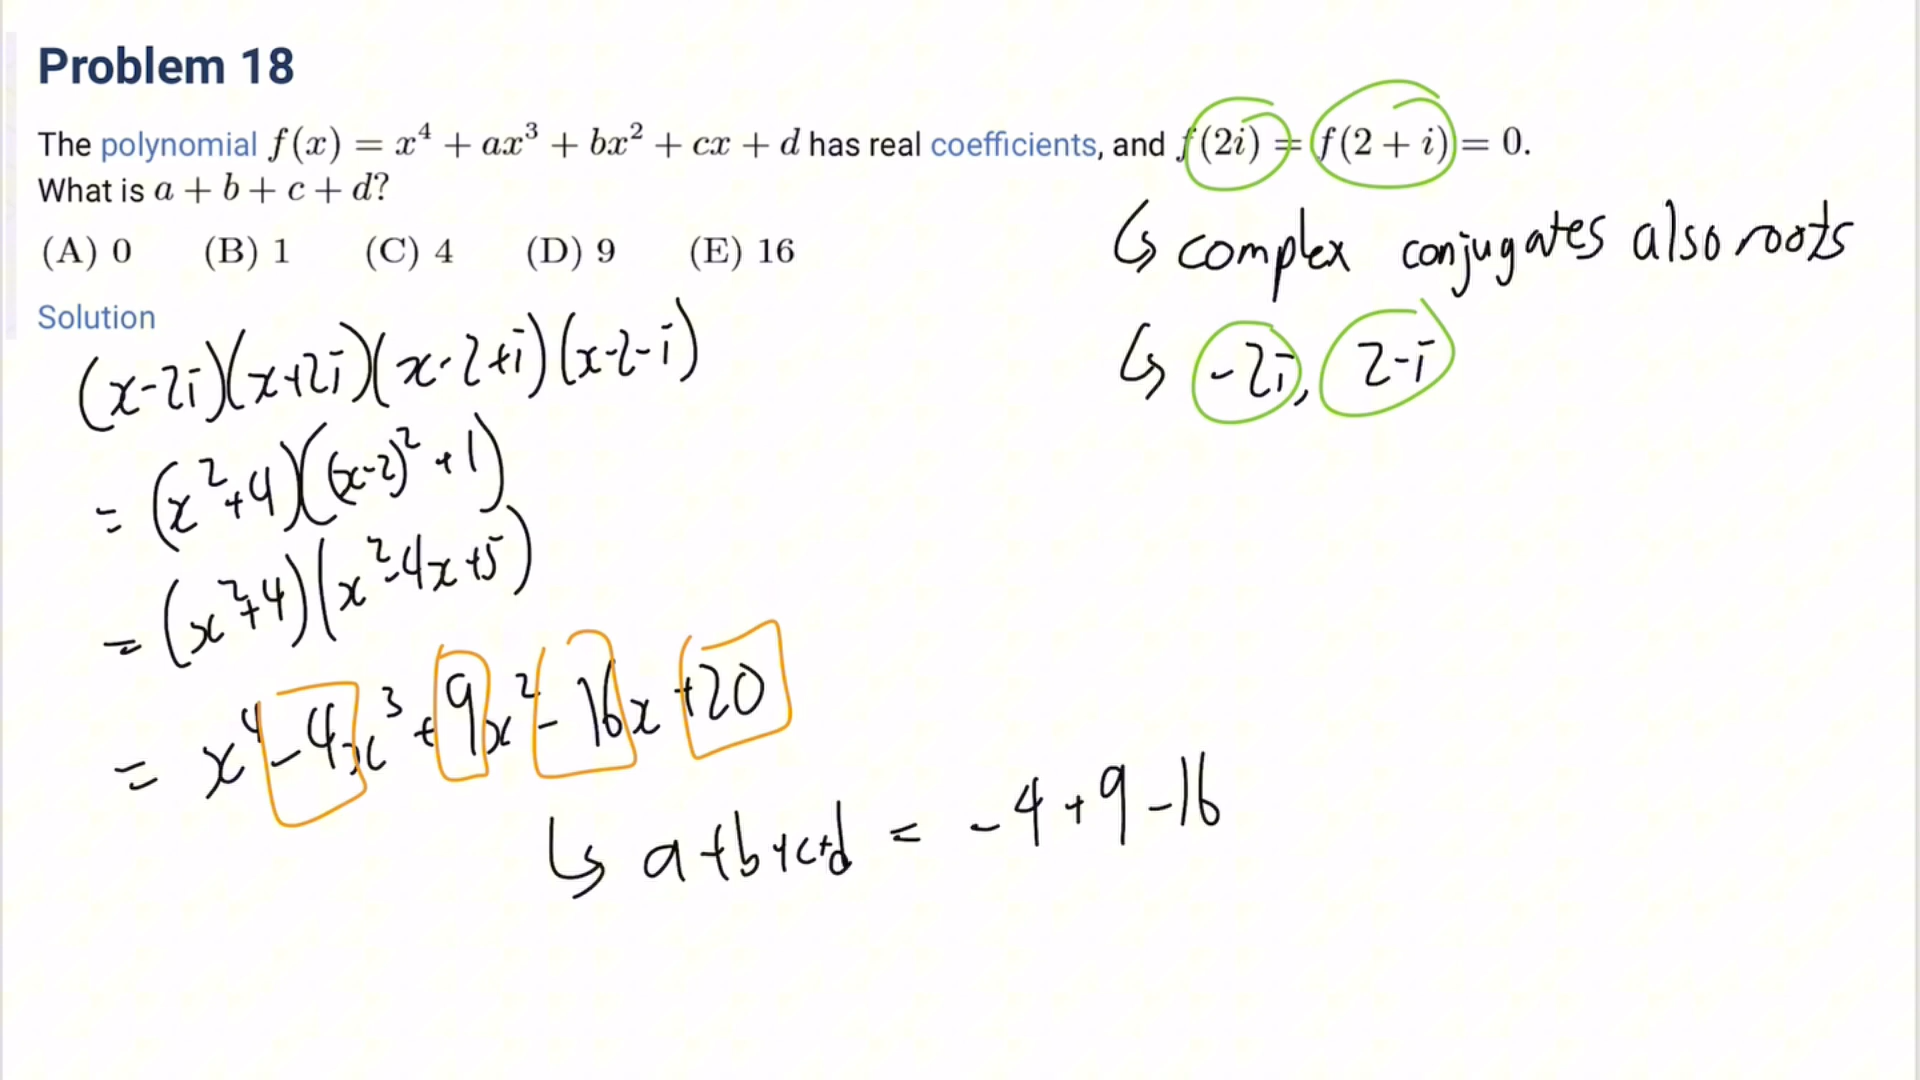 Problem 18
The polynomial f(x) = x⁴ + ax³ + bx² + cx + d has real coefficients, and f(2i) = f(2 + i) = 0.
What is a + b + c + d?
(A) 0 (B) 1 (C) 4 (D) 9 (E) 16
↳ complex conjugates also roots
Solution
↳ -2i, 2-i
(x-2i)(x+2i)(x-2+i)(x-2-i)
= (x²+4)((x-2)²+1)
= (x²+4)(x²-4x+5)
= x⁴-4x³+9x²-16x+20
↳ a+b+c+d = -4+9-16